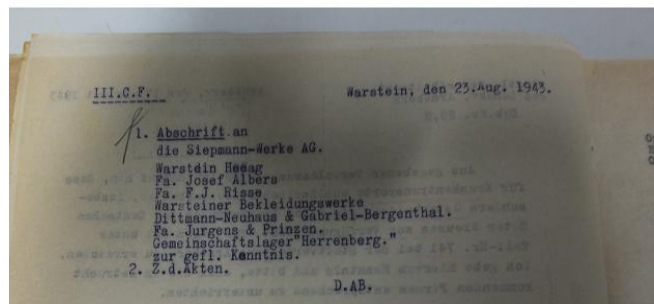 III.C.F. Warstein, den 23.Aug. 1943.
1. Abschrift an
die Siepmann-Werke AG.
Warstein Heeag
Fa. Josef Albers
Fa. F.J. Risse
Warsteiner Bekleidungswerke
Dittmann-Neuhaus & Gabriel-Bergenthal.
Fa. Jurgens & Prinzen.
Gemeinschaftslager"Herrenberg."
zur gefl. Kenntnis.
2. Z.d.Akten.
D.AB.